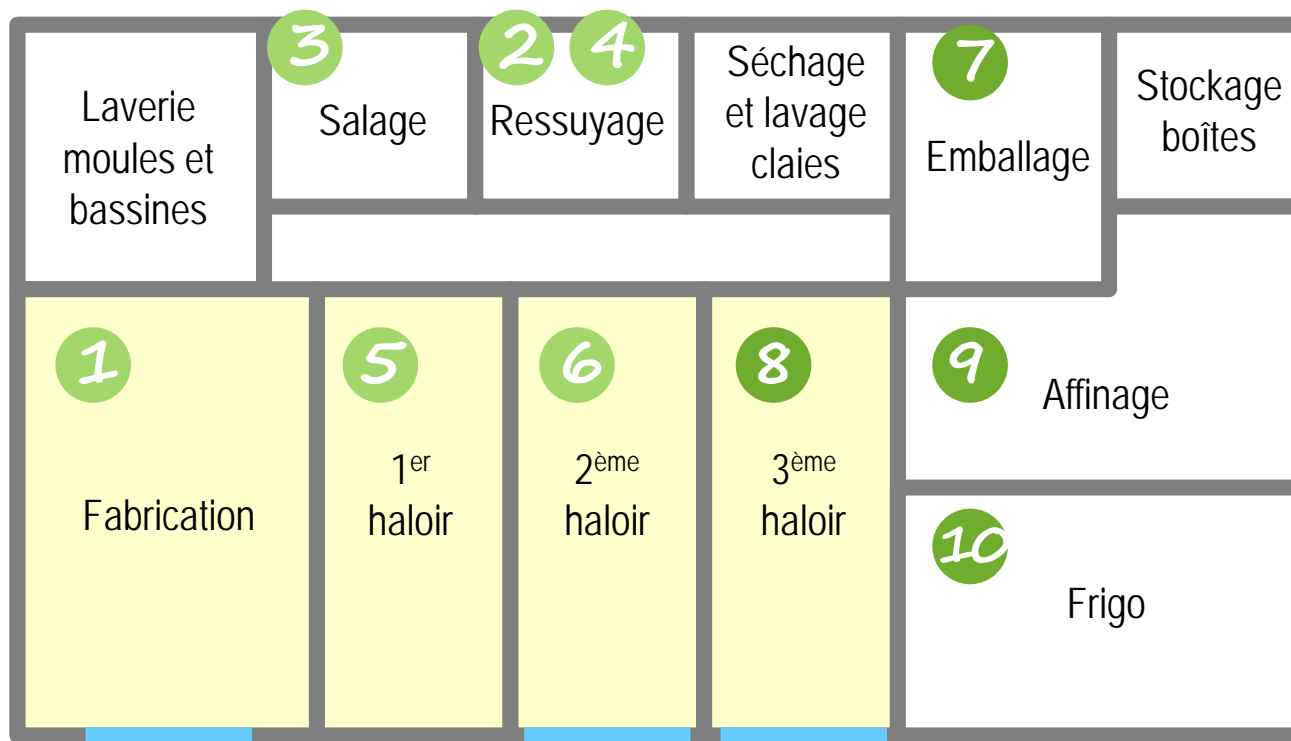 Laverie
moules et
bassines
3
Salage
2 4
Ressuyage
Séchage
et lavage
claies
7
Emballage
Stockage
boîtes
1
Fabrication
5
1er
haloir
6
2ème
haloir
8
3ème
haloir
9
Affinage
10
Frigo